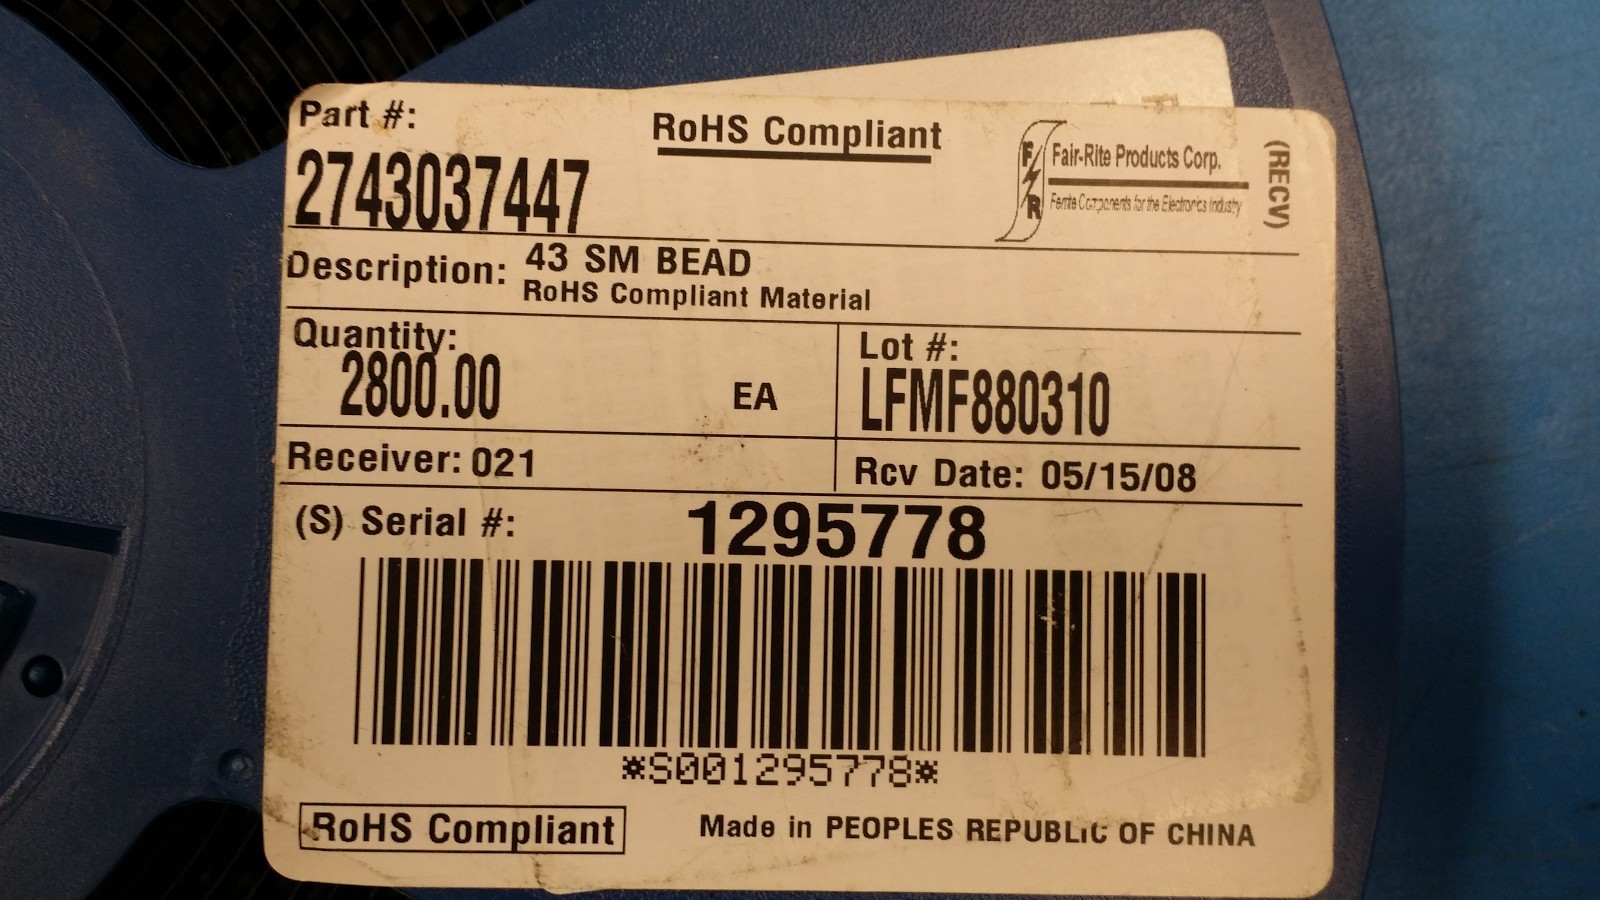 Part #:
2743037447
RoHS Compliant
F R
Fair-Rite Products Corp.
Ferrite Components for the Electronics Industry
(RECV)
Description: 43 SM BEAD
RoHS Compliant Material
Quantity:
2800.00 EA
Lot #:
LFMF880310
Receiver: 021
Rcv Date: 05/15/08
(S) Serial #: 1295778
*S001295778*
RoHS Compliant
Made in PEOPLES REPUBLIC OF CHINA